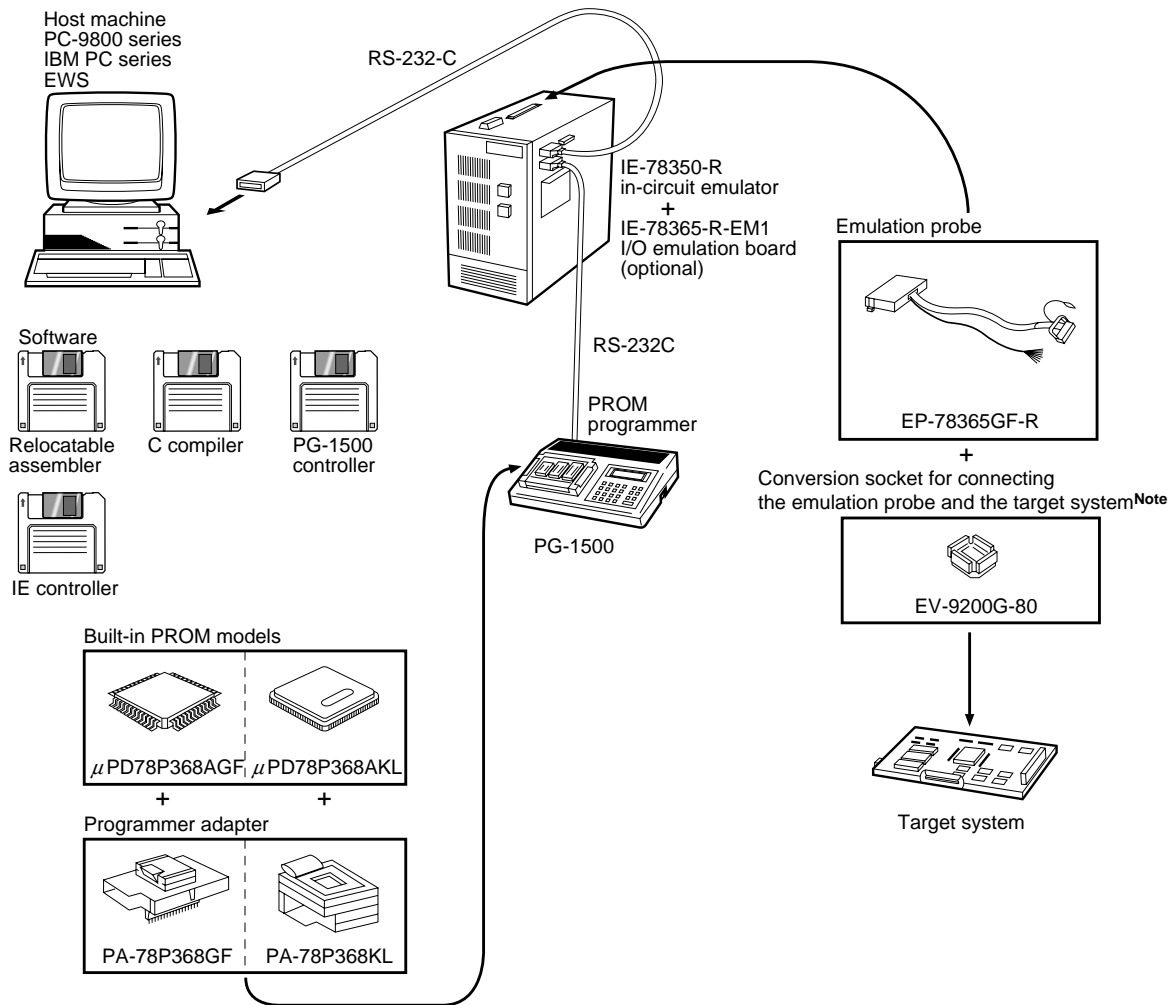 Host machine
PC-9800 series
IBM PC series
EWS
RS-232-C
IE-78350-R
in-circuit emulator
+
IE-78365-R-EM1
I/O emulation board
(optional)
Emulation probe
EP-78365GF-R
+
Conversion socket for connecting
the emulation probe and the target systemNote
EV-9200G-80
Target system
Software
Relocatable
assembler
C compiler
PG-1500
controller
IE controller
RS-232C
PROM
programmer
PG-1500
Built-in PROM models
μPD78P368AGF
μPD78P368AKL
+
+
Programmer adapter
PA-78P368GF
PA-78P368KL